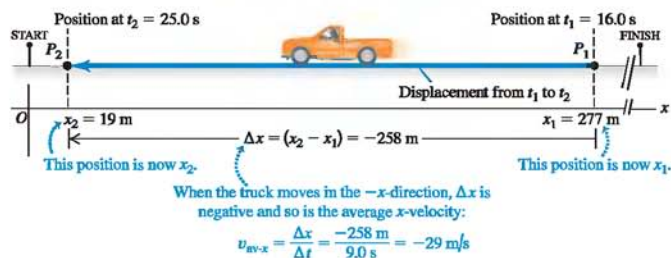 Position at t₂ = 25.0 s
Position at t₁ = 16.0 s
START
P₂
P₁
FINISH
Displacement from t₁ to t₂
O
x₂ = 19 m
x₁ = 277 m
x
Δx = (x₂ − x₁) = −258 m
This position is now x₂.
This position is now x₁.
When the truck moves in the −x-direction, Δx is
negative and so is the average x-velocity:
υav-x = Δx/Δt = −258 m/9.0 s = −29 m/s